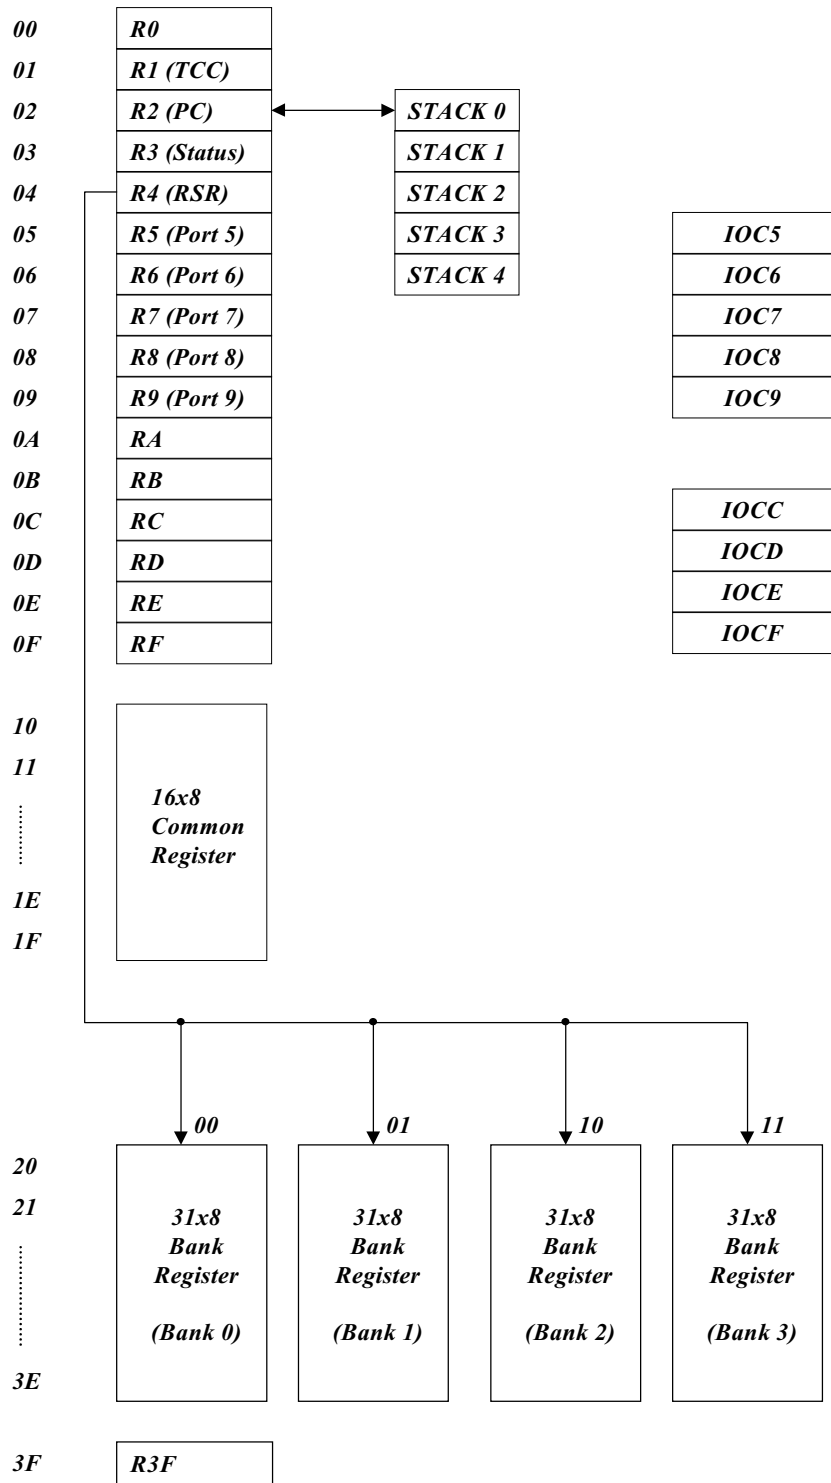 00 R0
01 R1 (TCC)
02 R2 (PC) STACK 0
03 R3 (Status) STACK 1
04 R4 (RSR) STACK 2
05 R5 (Port 5) STACK 3 IOC5
06 R6 (Port 6) STACK 4 IOC6
07 R7 (Port 7) IOC7
08 R8 (Port 8) IOC8
09 R9 (Port 9) IOC9
0A RA
0B RB
0C RC IOCC
0D RD IOCD
0E RE IOCE
0F RF IOCF
10
11
16x8
Common
Register
1E
1F
00 01 10 11
20
21
31x8 31x8 31x8 31x8
Bank Bank Bank Bank
Register Register Register Register
(Bank 0) (Bank 1) (Bank 2) (Bank 3)
3E
3F R3F